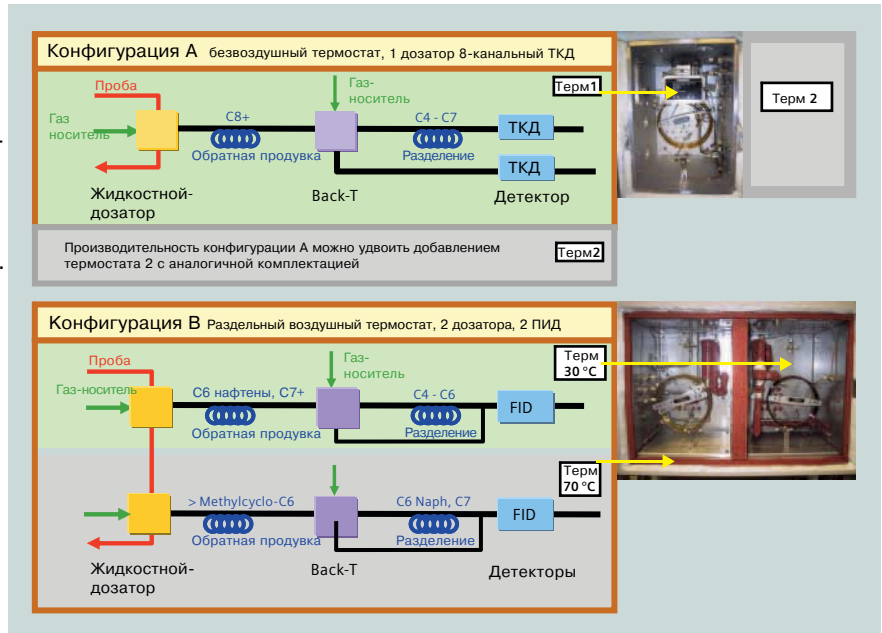 Конфигурация А безвоздушный термостат, 1 дозатор 8-канальный ТКД
Проба
Газ-
носитель
Терм1
Терм 2
Газ
носитель
C8+
C4 - C7
ТКД
Обратная продувка
Разделение
ТКД
Жидкостной-
дозатор
Back-T
Детектор
Производительность конфигурации А можно удвоить добавлением
термостата 2 с аналогичной комплектацией
Терм2
Конфигурация В Раздельный воздушный термостат, 2 дозатора, 2 ПИД
Проба
Газ-
носитель
Терм
30 °C
Газ-носитель
C6 нафтены, C7+
C4 - C6
FID
Обратная продувка
Разделение
Терм
70 °C
> Methylcyclo-C6
C6 Naph, C7
FID
Обратная продувка
Разделение
Жидкостной-
дозатор
Back-T
Детекторы